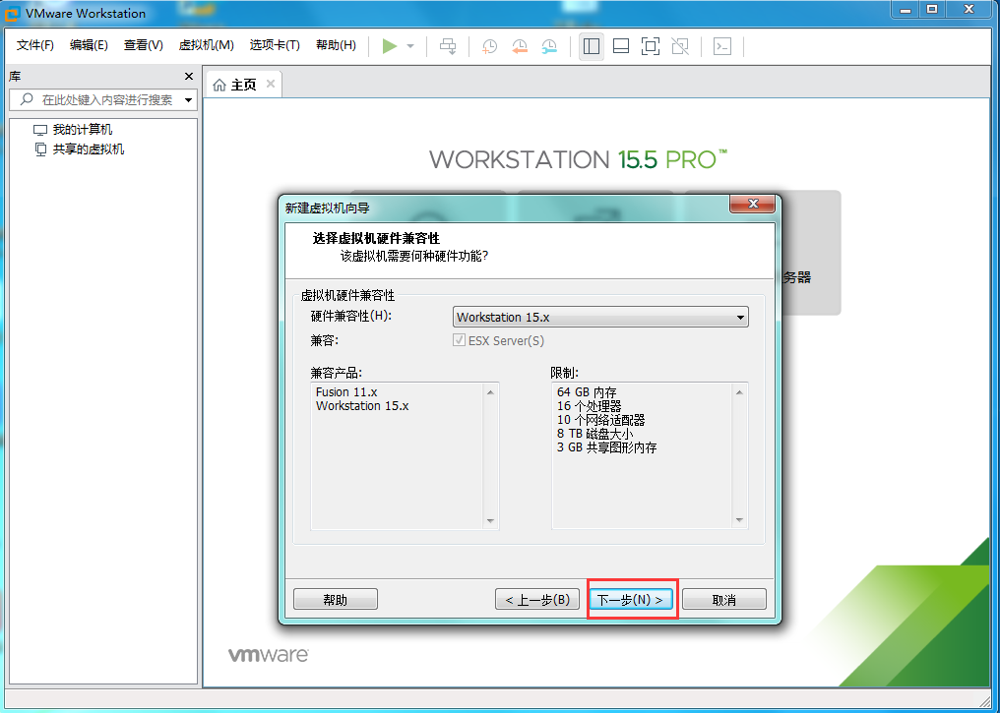 VMware Workstation
文件(F) 编辑(E) 查看(V) 虚拟机(M) 选项卡(T) 帮助(H)
库
在此处键入内容进行搜索
我的计算机
共享的虚拟机
主页
WORKSTATION 15.5 PRO™
务器
新建虚拟机向导
选择虚拟机硬件兼容性
该虚拟机需要何种硬件功能?
虚拟机硬件兼容性
硬件兼容性(H): Workstation 15.x
兼容: ESX Server(S)
兼容产品:
Fusion 11.x
Workstation 15.x
限制:
64 GB 内存
16 个处理器
10 个网络适配器
8 TB 磁盘大小
3 GB 共享图形内存
帮助 < 上一步(B) 下一步(N) > 取消
vmware